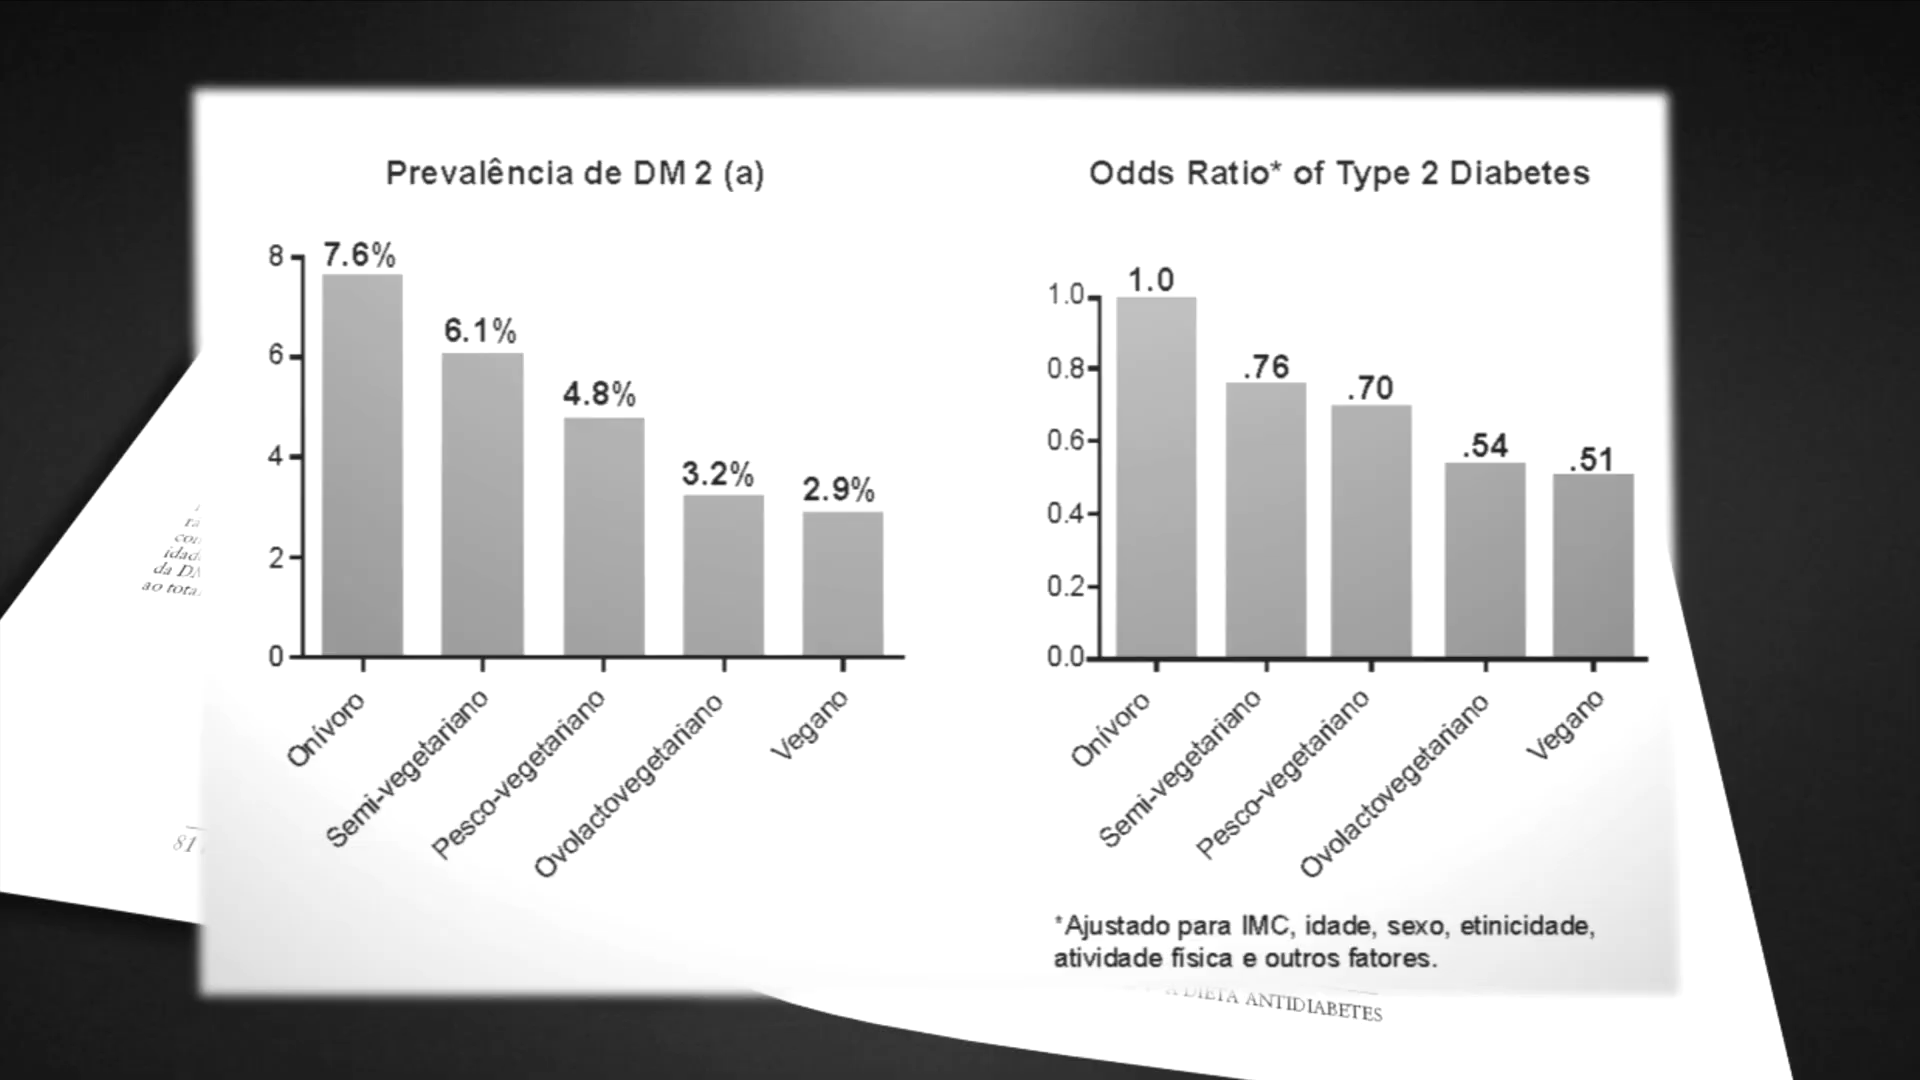 Prevalência de DM 2 (a)
8
6
4
2
0
7.6%
6.1%
4.8%
3.2%
2.9%
Onívoro
Semi-vegetariano
Pesco-vegetariano
Ovolactovegetariano
Vegano
Odds Ratio* of Type 2 Diabetes
1.0
0.8
0.6
0.4
0.2
0.0
1.0
.76
.70
.54
.51
Onívoro
Semi-vegetariano
Pesco-vegetariano
Ovolactovegetariano
Vegano
*Ajustado para IMC, idade, sexo, etinicidade,
atividade física e outros fatores.
da
ao
81
A DIETA ANTIDIABETES